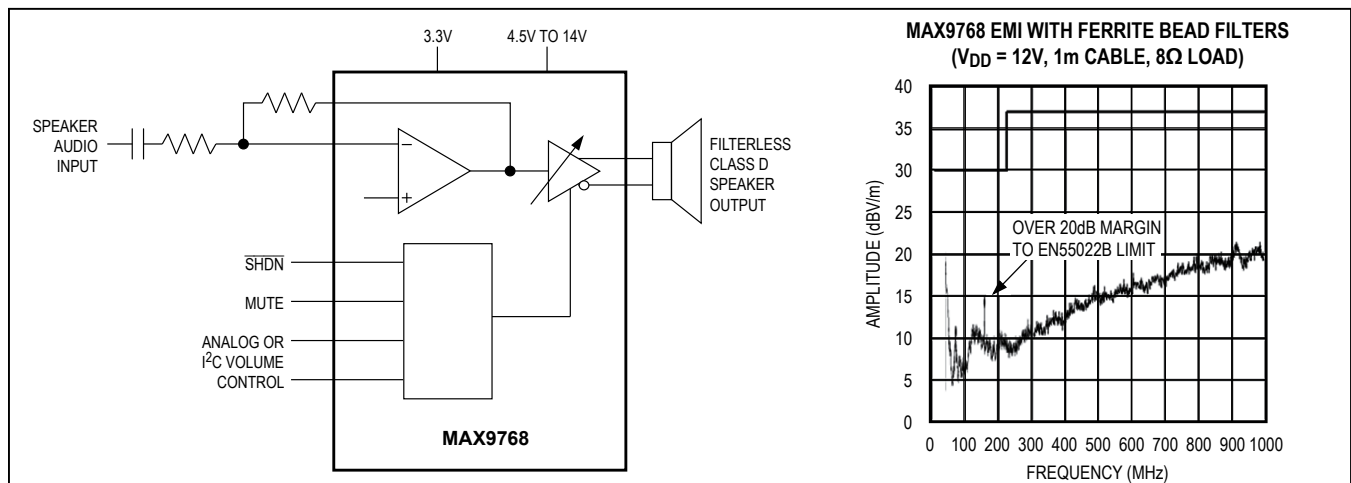 3.3V
4.5V TO 14V
SPEAKER
AUDIO
INPUT
−
+
FILTERLESS
CLASS D
SPEAKER
OUTPUT
SHDN
MUTE
ANALOG OR
I²C VOLUME
CONTROL
MAX9768
MAX9768 EMI WITH FERRITE BEAD FILTERS
(VDD = 12V, 1m CABLE, 8Ω LOAD)
AMPLITUDE (dBV/m)
40
35
30
25
20
15
10
5
0
OVER 20dB MARGIN
TO EN55022B LIMIT
0 100 200 300 400 500 600 700 800 900 1000
FREQUENCY (MHz)